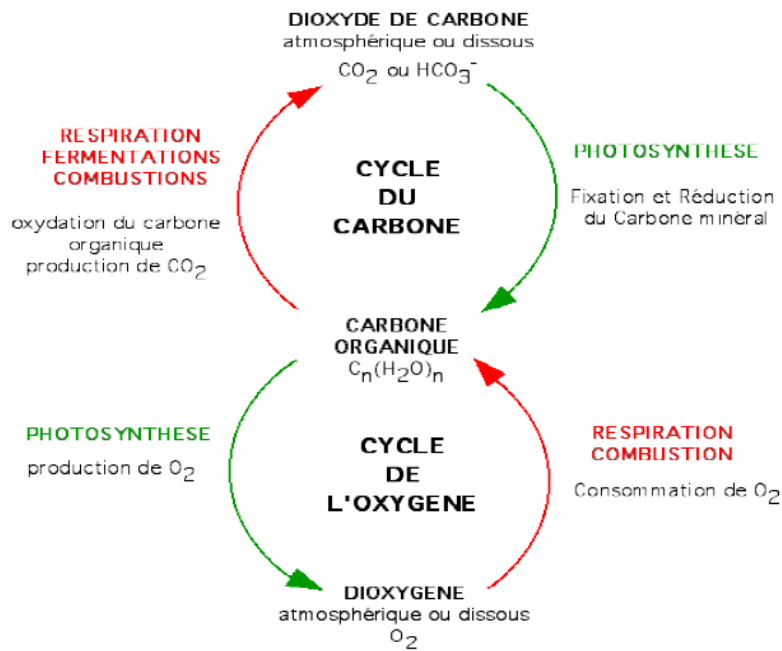 DIOXYDE DE CARBONE
atmosphérique ou dissous
CO₂ ou HCO₃⁻
RESPIRATION
FERMENTATIONS
COMBUSTIONS
oxydation du carbone
organique
production de CO₂
CYCLE
DU
CARBONE
PHOTOSYNTHESE
Fixation et Réduction
du Carbone minéral
CARBONE
ORGANIQUE
Cₙ(H₂O)ₙ
PHOTOSYNTHESE
production de O₂
CYCLE
DE
L'OXYGENE
RESPIRATION
COMBUSTION
Consommation de O₂
DIOXYGENE
atmosphérique ou dissous
O₂